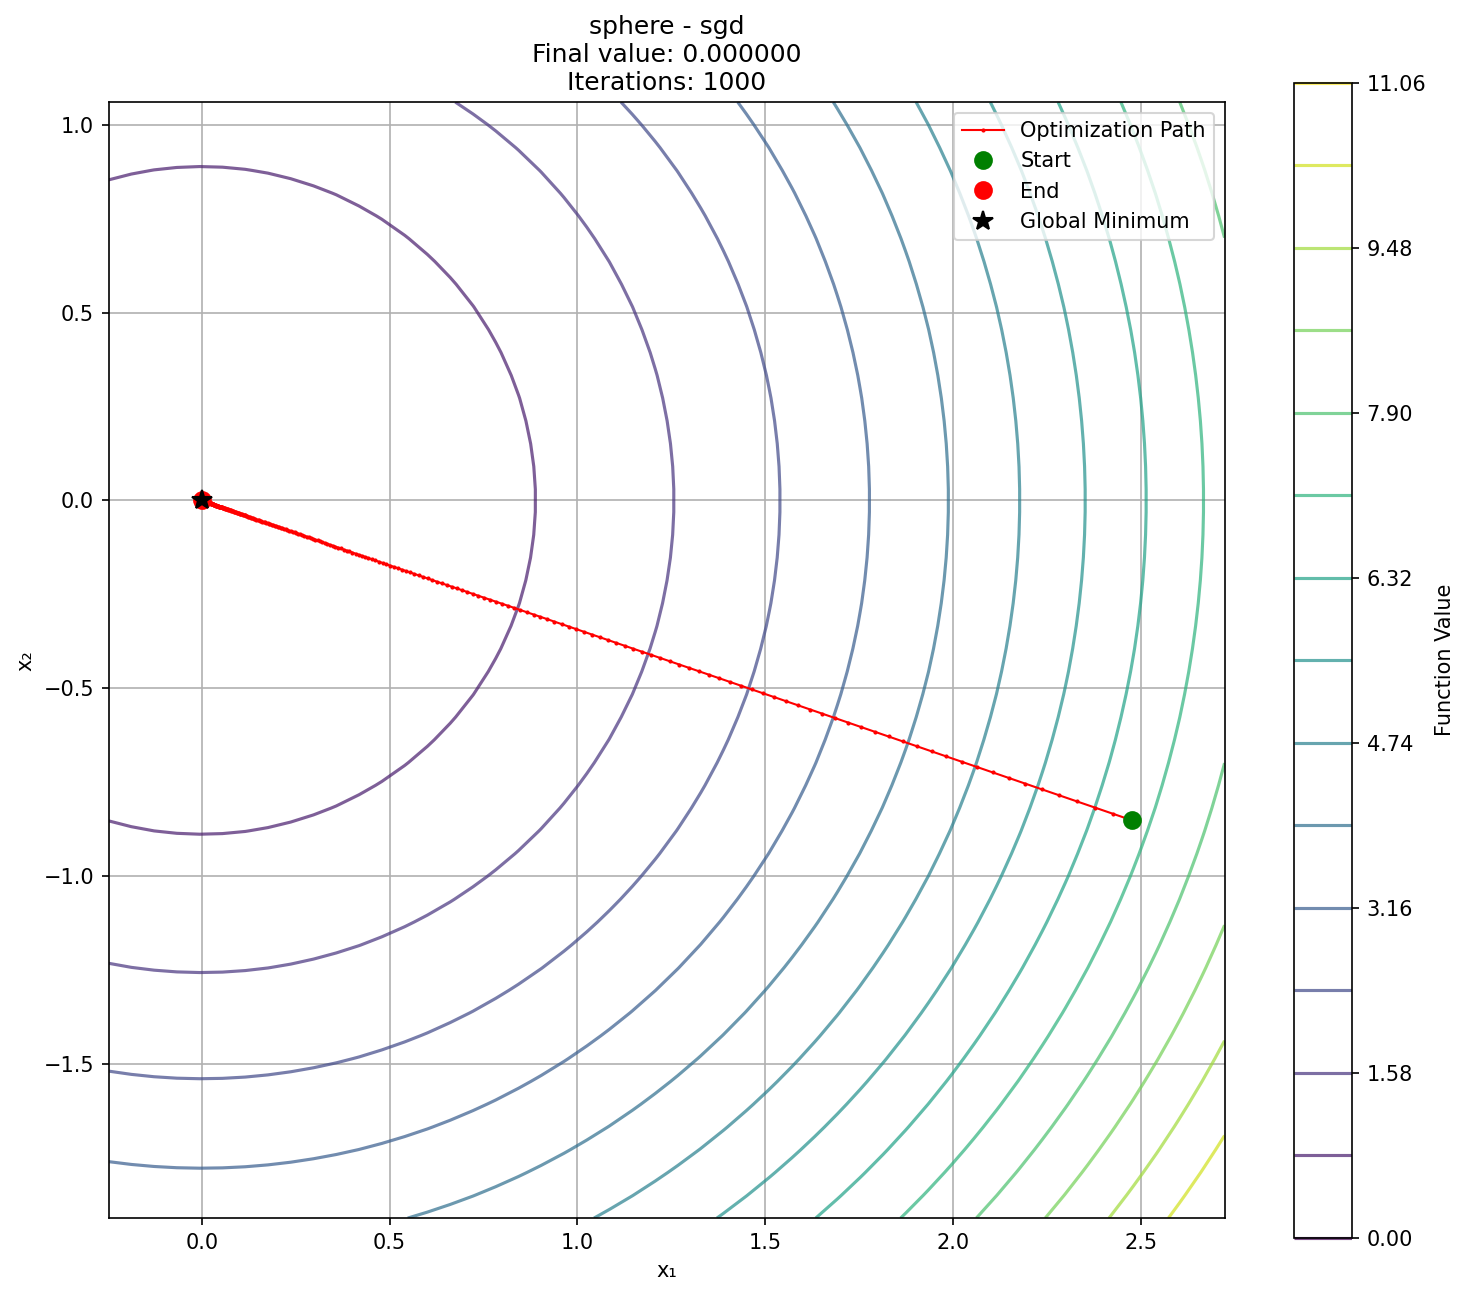 sphere - sgd
Final value: 0.000000
Iterations: 1000
Optimization Path
Start
End
Global Minimum
1.0
0.5
0.0
−0.5
−1.0
−1.5
x₂
0.0
0.5
1.0
1.5
2.0
2.5
x₁
11.06
9.48
7.90
6.32
4.74
3.16
1.58
0.00
Function Value